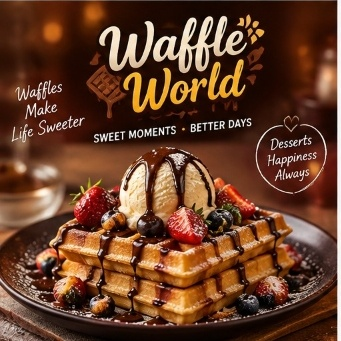 Waffle
World
SWEET MOMENTS • BETTER DAYS
Waffles
Make
Life Sweeter
Desserts
Happiness
Always